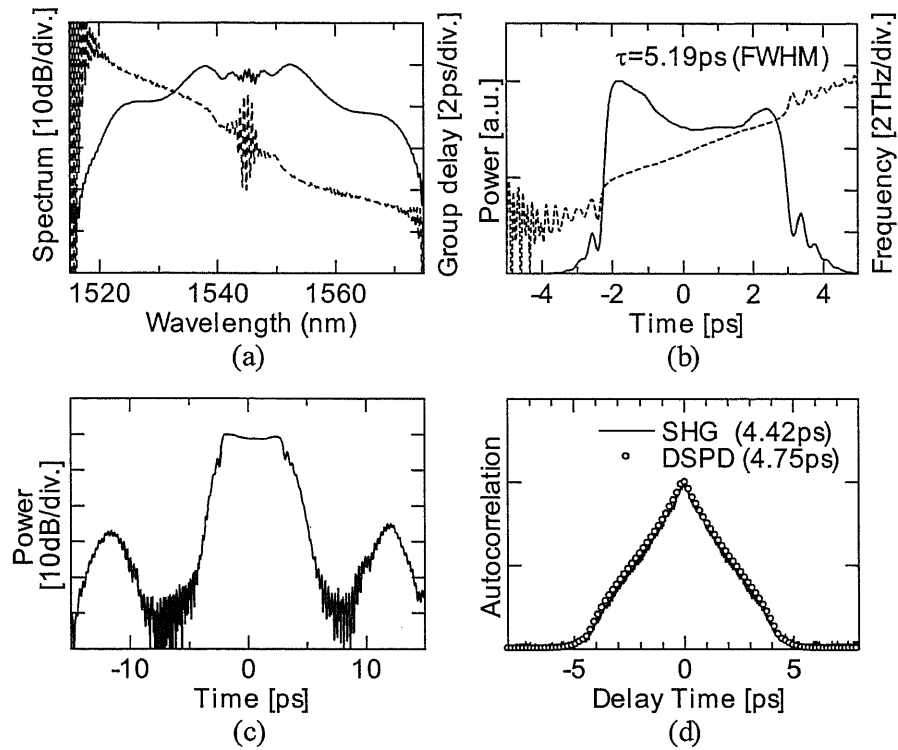 Spectrum [10dB/div.]
Group delay [2ps/div.]
1520 1540 1560
Wavelength (nm)
(a)
τ=5.19ps (FWHM)
Power [a.u.]
Frequency [2THz/div.]
-4 -2 0 2 4
Time [ps]
(b)
Power
[10dB/div.]
-10 0 10
Time [ps]
(c)
SHG (4.42ps)
DSPD (4.75ps)
Autocorrelation
-5 0 5
Delay Time [ps]
(d)